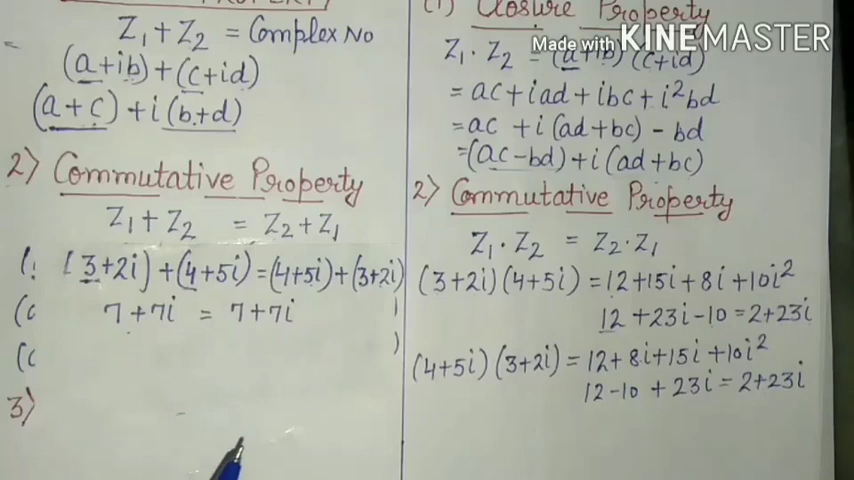 Z₁+Z₂ = Complex No
(a+ib)+(c+id)
(a+c)+i(b+d)
2) Commutative Property
Z₁+Z₂ = Z₂+Z₁
(3+2i)+(4+5i)=(4+5i)+(3+2i)
7+7i = 7+7i
3)
(1) Closure Property
Made with KINEMASTER
Z₁·Z₂ = (a+ib)(c+id)
= ac+iad+ibc+i²bd
= ac +i(ad+bc) -bd
=(ac-bd)+i(ad+bc)
2) Commutative Property
Z₁·Z₂ = Z₂·Z₁
(3+2i)(4+5i)=12+15i+8i+10i²
12+23i-10=2+23i
(4+5i)(3+2i)=12+8i+15i+10i²
12-10+23i=2+23i